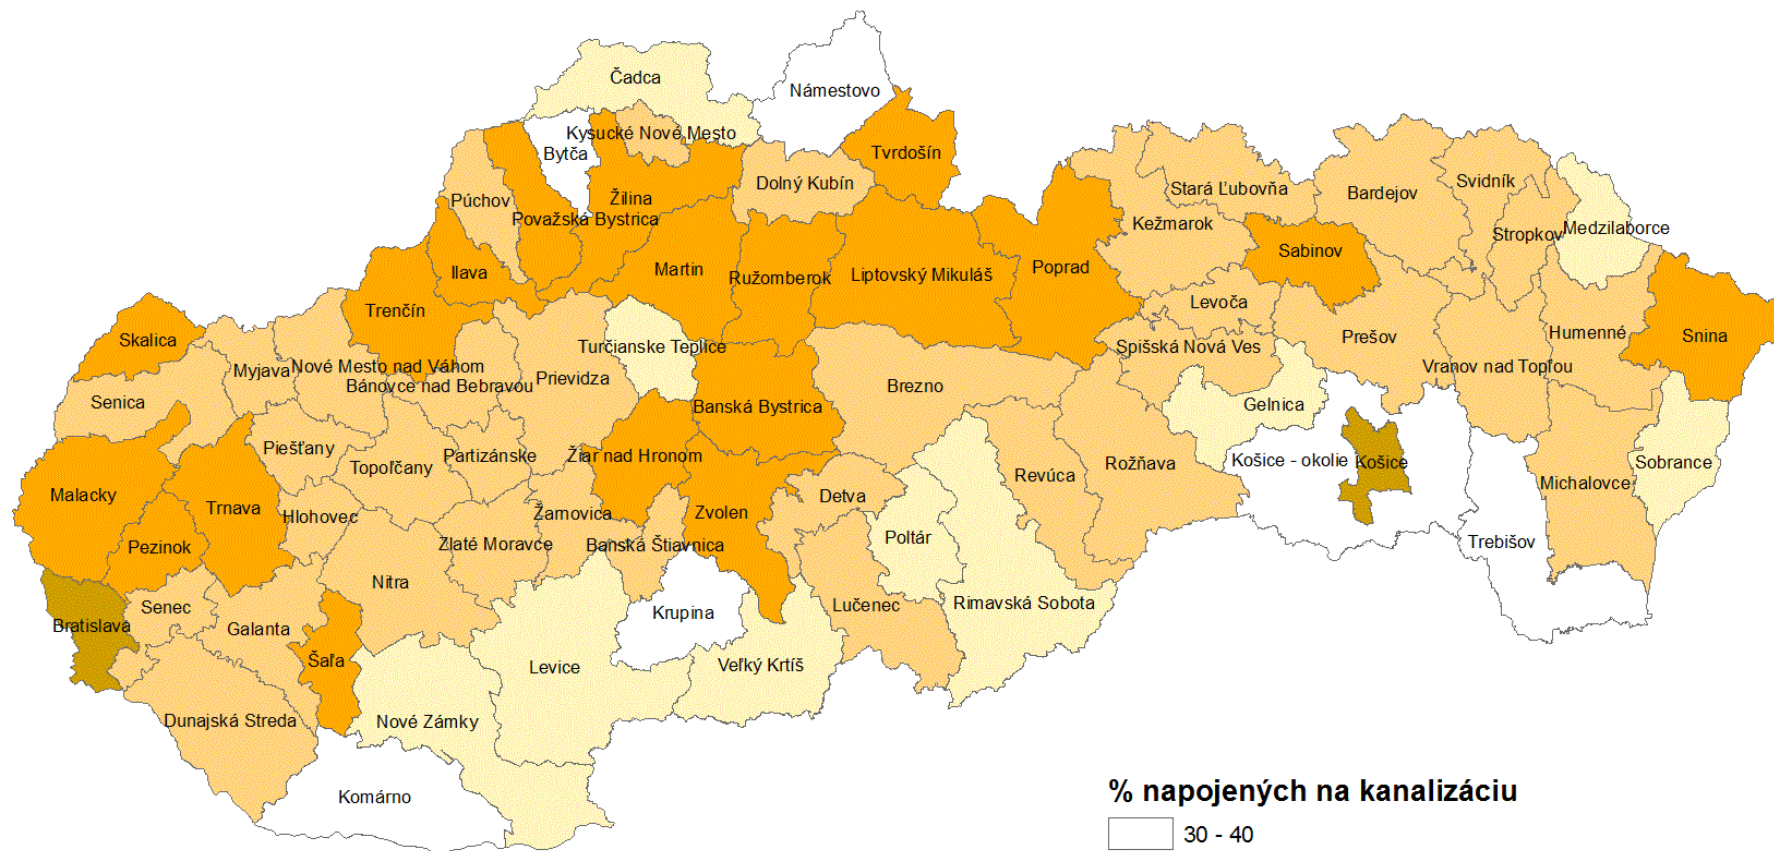 Čadca
Námestovo
Kysucké Nové Mesto
Bytča
Tvrdošín
Dolný Kubín
Žilina
Púchov
Považská Bystrica
Stará Ľubovňa
Bardejov
Svidník
Kežmarok
Stropkov
Medzilaborce
Ilava
Martin
Ružomberok
Liptovský Mikuláš
Poprad
Sabinov
Trenčín
Levoča
Skalica
Turčianske Teplice
Spišská Nová Ves
Prešov
Humenné
Snina
Myjava
Nové Mesto nad Váhom
Bánovce nad Bebravou
Prievidza
Brezno
Vranov nad Topľou
Senica
Banská Bystrica
Gelnica
Piešťany
Topoľčany
Partizánske
Žiar nad Hronom
Revúca
Rožňava
Košice - okolie
Košice
Sobrance
Michalovce
Malacky
Trnava
Hlohovec
Žarnovica
Zvolen
Detva
Pezinok
Zlaté Moravce
Banská Štiavnica
Poltár
Trebišov
Nitra
Senec
Krupina
Lučenec
Rimavská Sobota
Bratislava
Galanta
Šaľa
Levice
Veľký Krtíš
Dunajská Streda
Nové Zámky
Komárno
% napojených na kanalizáciu
30 - 40